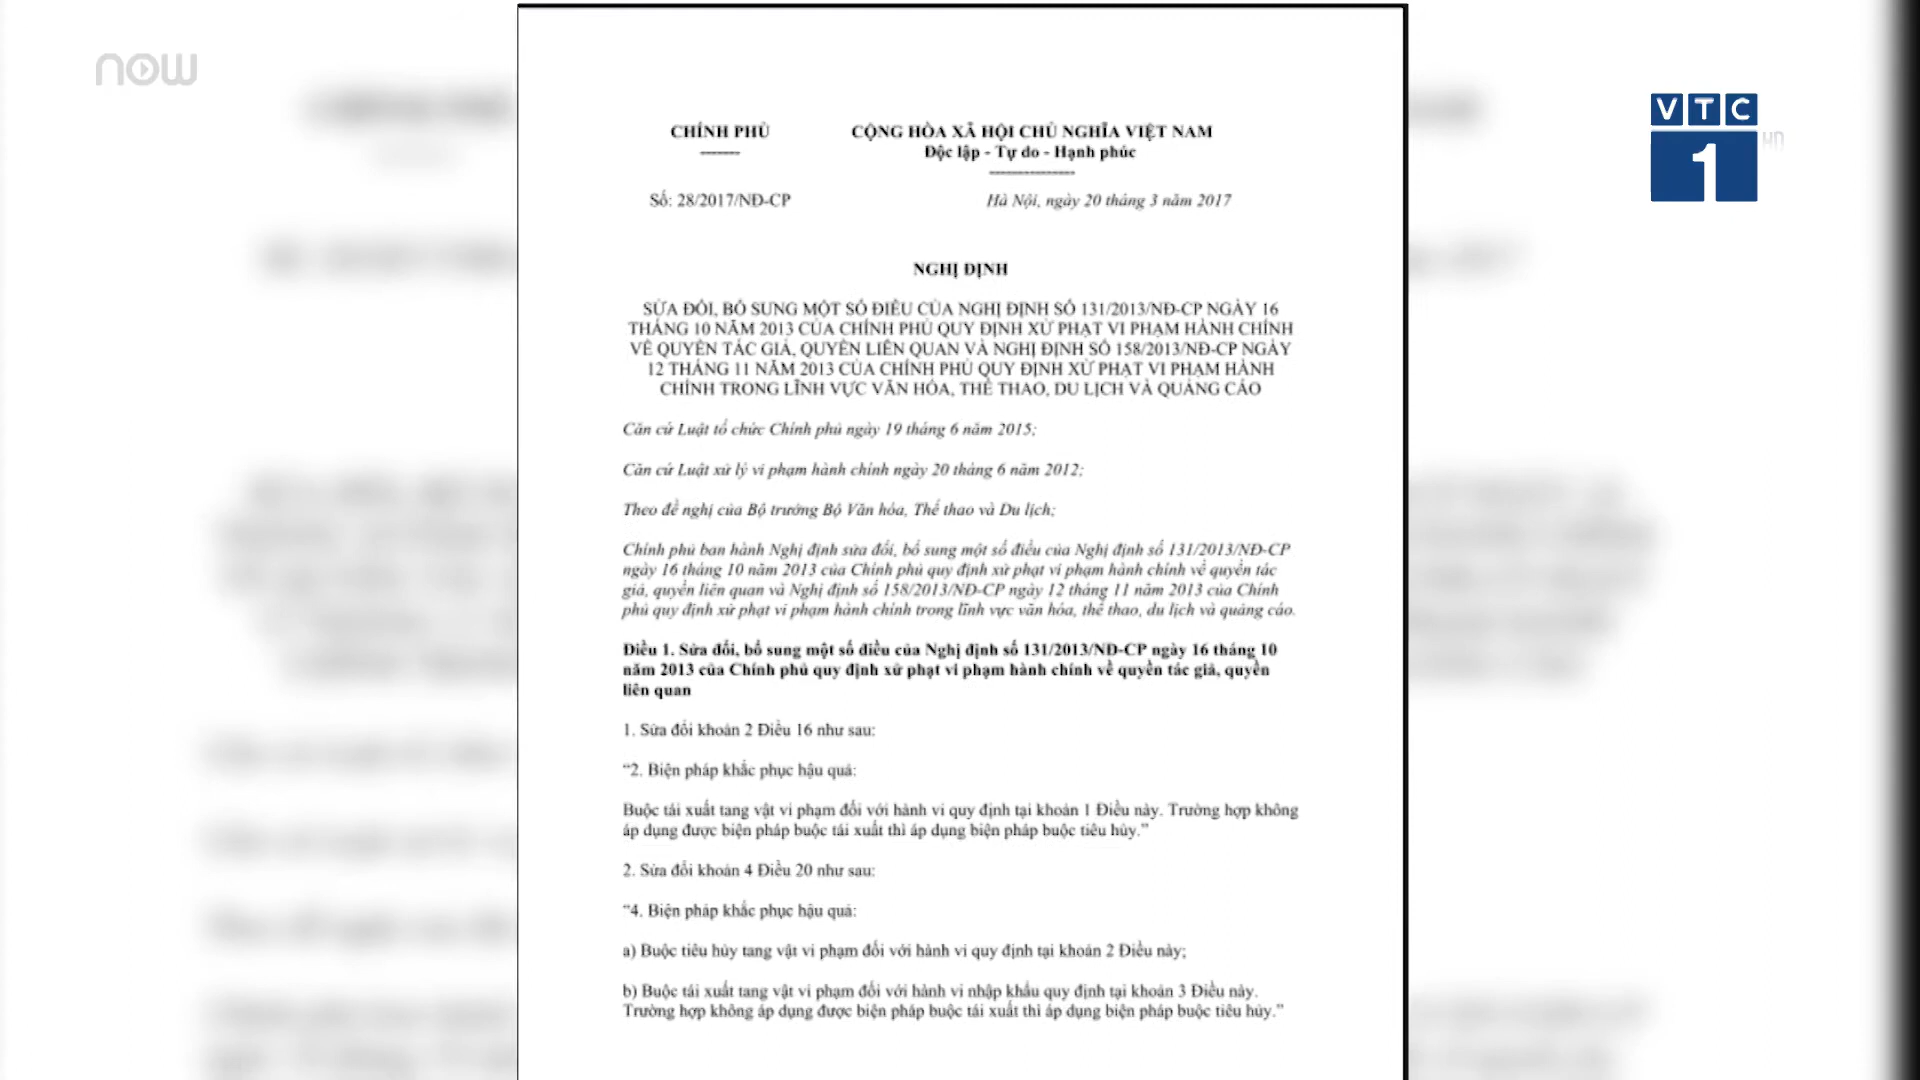 now
VTC
1
HD
CHÍNH PHỦ
-------
CỘNG HÒA XÃ HỘI CHỦ NGHĨA VIỆT NAM
Độc lập - Tự do - Hạnh phúc
---------------
Số: 28/2017/NĐ-CP
Hà Nội, ngày 20 tháng 3 năm 2017
NGHỊ ĐỊNH
SỬA ĐỔI, BỔ SUNG MỘT SỐ ĐIỀU CỦA NGHỊ ĐỊNH SỐ 131/2013/NĐ-CP NGÀY 16
THÁNG 10 NĂM 2013 CỦA CHÍNH PHỦ QUY ĐỊNH XỬ PHẠT VI PHẠM HÀNH CHÍNH
VỀ QUYỀN TÁC GIẢ, QUYỀN LIÊN QUAN VÀ NGHỊ ĐỊNH SỐ 158/2013/NĐ-CP NGÀY
12 THÁNG 11 NĂM 2013 CỦA CHÍNH PHỦ QUY ĐỊNH XỬ PHẠT VI PHẠM HÀNH
CHÍNH TRONG LĨNH VỰC VĂN HÓA, THỂ THAO, DU LỊCH VÀ QUẢNG CÁO
Căn cứ Luật tổ chức Chính phủ ngày 19 tháng 6 năm 2015;
Căn cứ Luật xử lý vi phạm hành chính ngày 20 tháng 6 năm 2012;
Theo đề nghị của Bộ trưởng Bộ Văn hóa, Thể thao và Du lịch;
Chính phủ ban hành Nghị định sửa đổi, bổ sung một số điều của Nghị định số 131/2013/NĐ-CP
ngày 16 tháng 10 năm 2013 của Chính phủ quy định xử phạt vi phạm hành chính về quyền tác
giả, quyền liên quan và Nghị định số 158/2013/NĐ-CP ngày 12 tháng 11 năm 2013 của Chính
phủ quy định xử phạt vi phạm hành chính trong lĩnh vực văn hóa, thể thao, du lịch và quảng cáo.
Điều 1. Sửa đổi, bổ sung một số điều của Nghị định số 131/2013/NĐ-CP ngày 16 tháng 10
năm 2013 của Chính phủ quy định xử phạt vi phạm hành chính về quyền tác giả, quyền
liên quan
1. Sửa đổi khoản 2 Điều 16 như sau:
“2. Biện pháp khắc phục hậu quả:
Buộc tái xuất tang vật vi phạm đối với hành vi quy định tại khoản 1 Điều này. Trường hợp không
áp dụng được biện pháp buộc tái xuất thì áp dụng biện pháp buộc tiêu hủy.”
2. Sửa đổi khoản 4 Điều 20 như sau:
“4. Biện pháp khắc phục hậu quả:
a) Buộc tiêu hủy tang vật vi phạm đối với hành vi quy định tại khoản 2 Điều này;
b) Buộc tái xuất tang vật vi phạm đối với hành vi nhập khẩu quy định tại khoản 3 Điều này.
Trường hợp không áp dụng được biện pháp buộc tái xuất thì áp dụng biện pháp buộc tiêu hủy.”